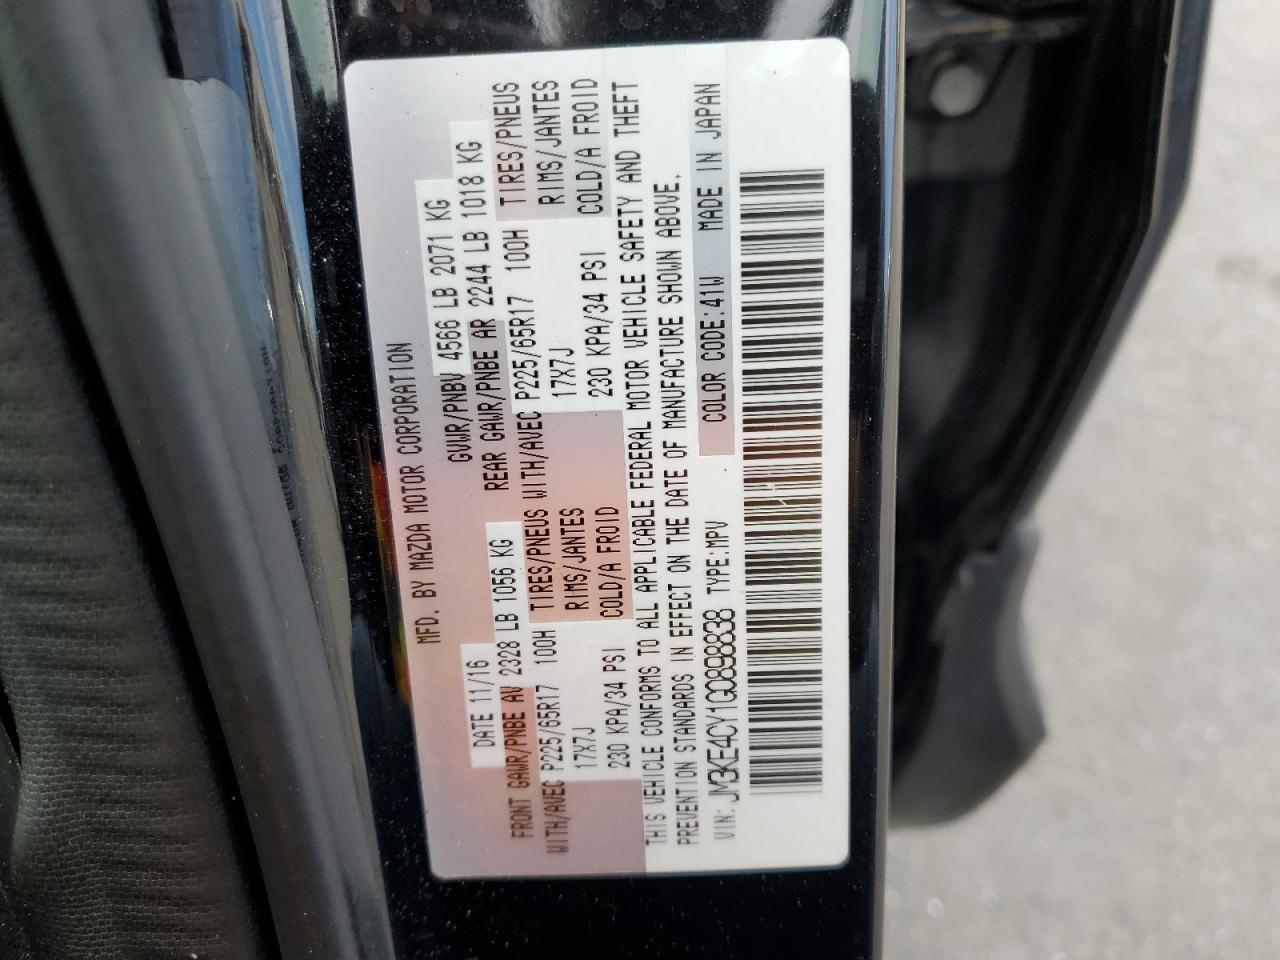 MFD. BY MAZDA MOTOR CORPORATION
DATE 11/16 GVWR/PNBV 4566 LB 2071 KG
FRONT GAWR/PNBE AV 2328 LB 1056 KG REAR GAWR/PNBE AR 2244 LB 1018 KG
WITH/AVEC P225/65R17 100H TIRES/PNEUS WITH/AVEC P225/65R17 100H TIRES/PNEUS
17X7J RIMS/JANTES 17X7J RIMS/JANTES
230 KPA/34 PSI COLD/A FROID 230 KPA/34 PSI COLD/A FROID
THIS VEHICLE CONFORMS TO ALL APPLICABLE FEDERAL MOTOR VEHICLE SAFETY AND THEFT
PREVENTION STANDARDS IN EFFECT ON THE DATE OF MANUFACTURE SHOWN ABOVE.
VIN: JM3KE4CY1G0898838 TYPE:MPV COLOR CODE:41W MADE IN JAPAN
CORPORATION